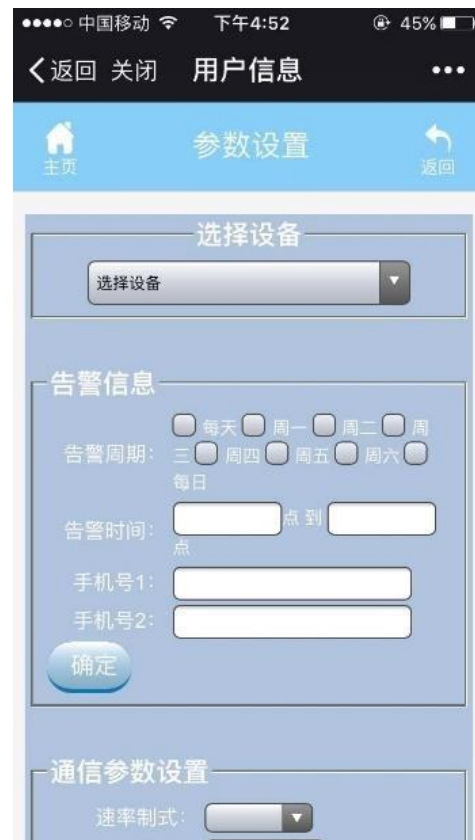 中国移动 下午4:52 45%
返回 关闭 用户信息
主页 参数设置 返回
选择设备
选择设备
告警信息
每天 周一 周二 周
告警周期: 三 周四 周五 周六
每日
告警时间: 点 到
点
手机号1:
手机号2:
确定
通信参数设置
速率制式: